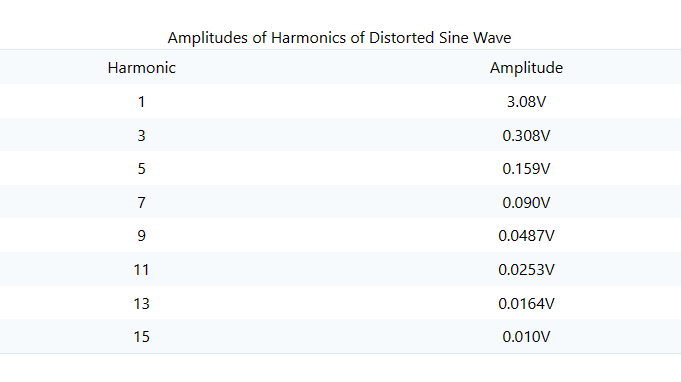 Amplitudes of Harmonics of Distorted Sine Wave
Harmonic Amplitude
1 3.08V
3 0.308V
5 0.159V
7 0.090V
9 0.0487V
11 0.0253V
13 0.0164V
15 0.010V